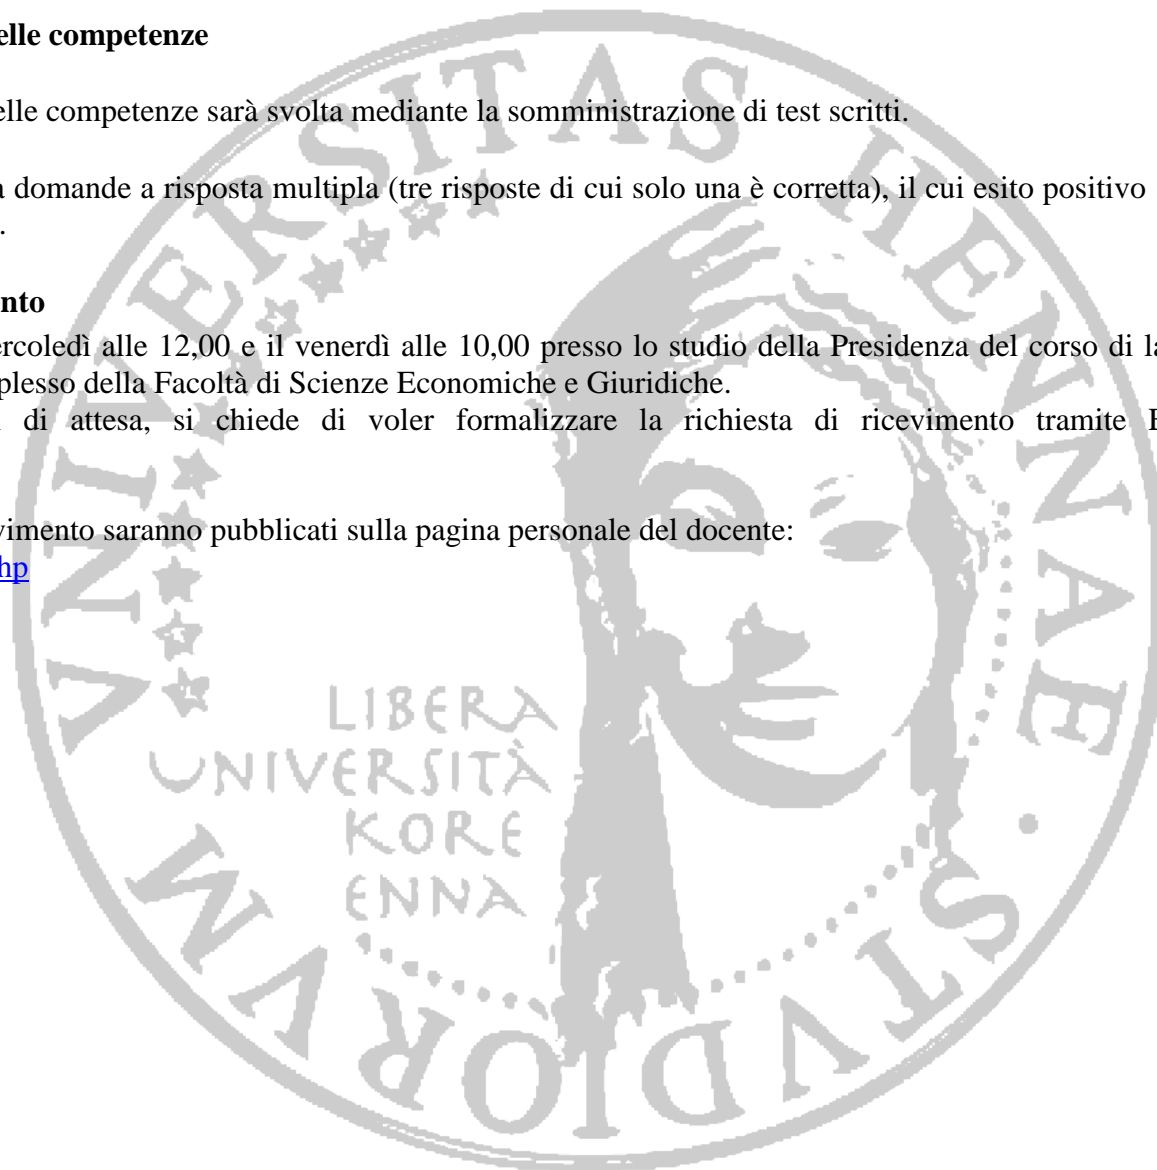 elle competenze
elle competenze sarà svolta mediante la somministrazione di test scritti.
a domande a risposta multipla (tre risposte di cui solo una è corretta), il cui esito positivo
.
nto
ercoledì alle 12,00 e il venerdì alle 10,00 presso lo studio della Presidenza del corso di la
plesso della Facoltà di Scienze Economiche e Giuridiche.
di attesa, si chiede di voler formalizzare la richiesta di ricevimento tramite E
vimento saranno pubblicati sulla pagina personale del docente:
hp
VNIVERSITAS HENNAE · STVDIORVM
LIBERA
UNIVERSITÀ
KORE
ENNA